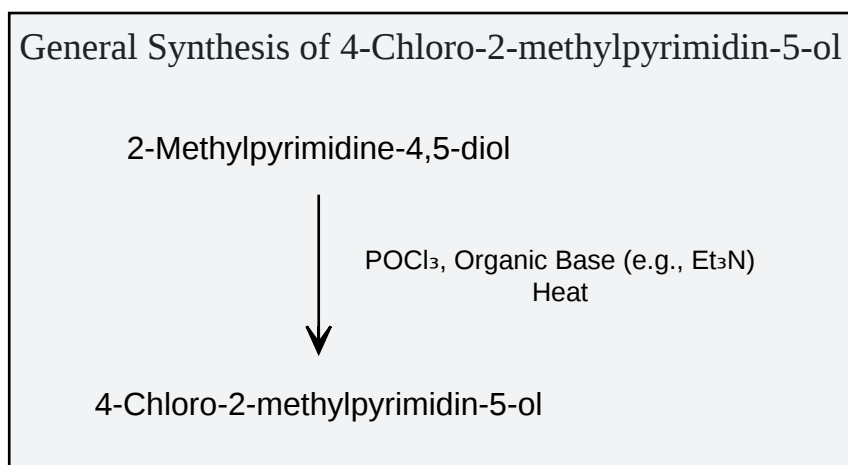 General Synthesis of 4-Chloro-2-methylpyrimidin-5-ol
2-Methylpyrimidine-4,5-diol
POCl₃, Organic Base (e.g., Et₃N)
Heat
4-Chloro-2-methylpyrimidin-5-ol